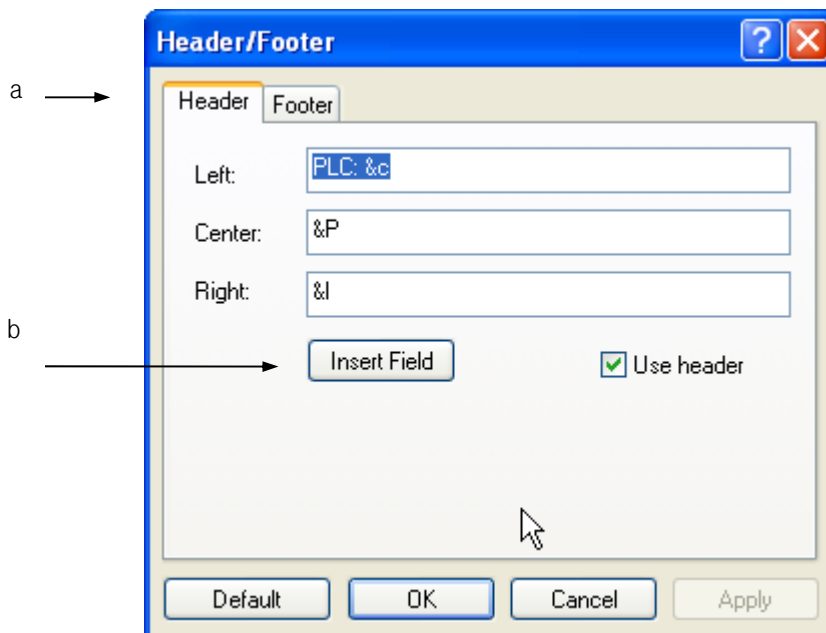 Header/Footer
a
Header Footer
Left: PLC: &c
Center: &P
Right: &I
b
Insert Field Use header
Default OK Cancel Apply